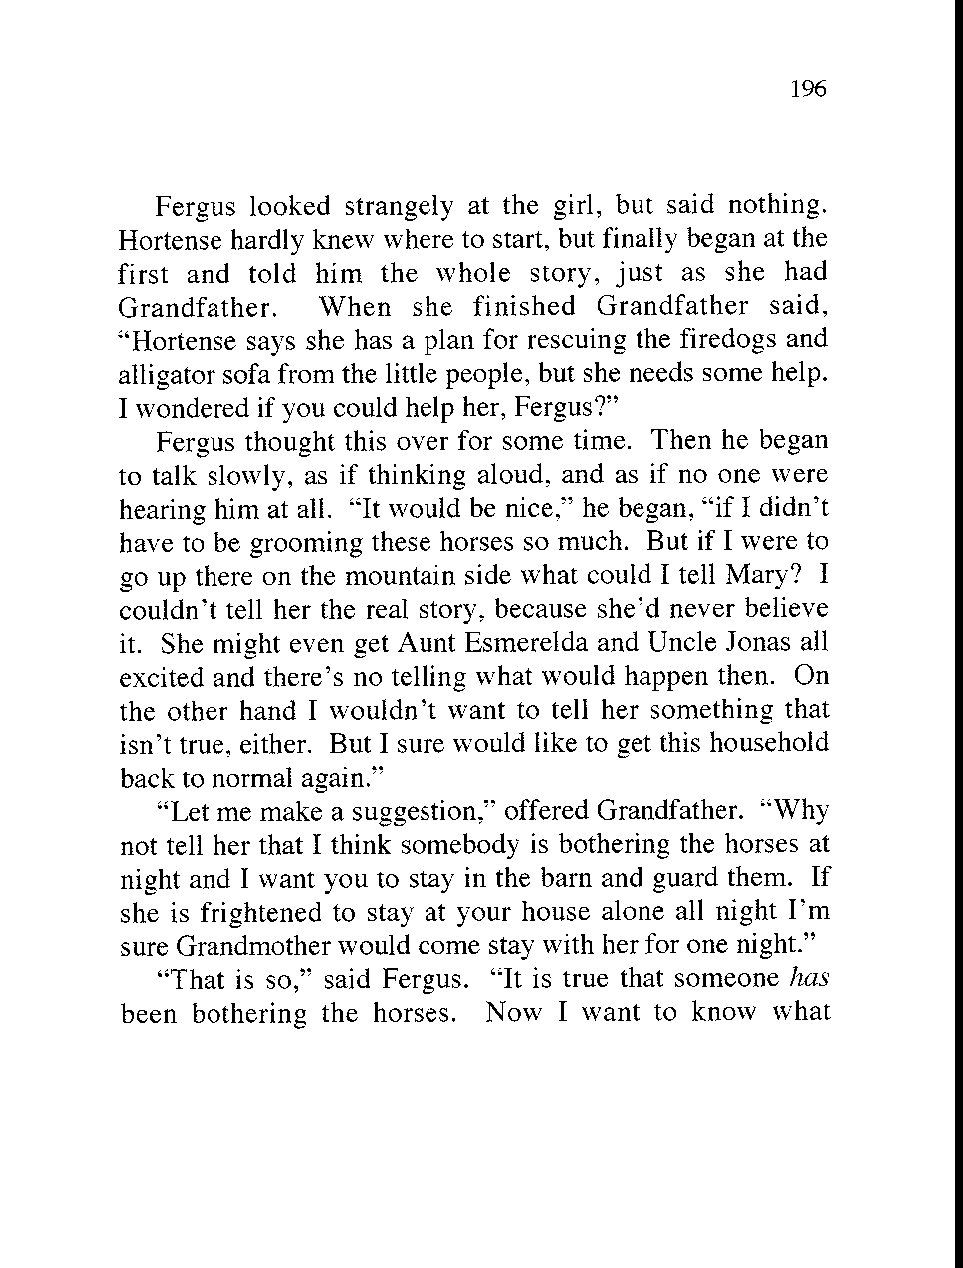 196
Fergus looked strangely at the girl, but said nothing.
Hortense hardly knew where to start, but finally began at the
first and told him the whole story, just as she had
Grandfather. When she finished Grandfather said,
“Hortense says she has a plan for rescuing the firedogs and
alligator sofa from the little people, but she needs some help.
I wondered if you could help her, Fergus?”
Fergus thought this over for some time. Then he began
to talk slowly, as if thinking aloud, and as if no one were
hearing him at all. “It would be nice,” he began, “if I didn’t
have to be grooming these horses so much. But if I were to
go up there on the mountain side what could I tell Mary? I
couldn’t tell her the real story, because she’d never believe
it. She might even get Aunt Esmerelda and Uncle Jonas all
excited and there’s no telling what would happen then. On
the other hand I wouldn’t want to tell her something that
isn’t true, either. But I sure would like to get this household
back to normal again.”
“Let me make a suggestion,” offered Grandfather. “Why
not tell her that I think somebody is bothering the horses at
night and I want you to stay in the barn and guard them. If
she is frightened to stay at your house alone all night I’m
sure Grandmother would come stay with her for one night.”
“That is so,” said Fergus. “It is true that someone has
been bothering the horses. Now I want to know what